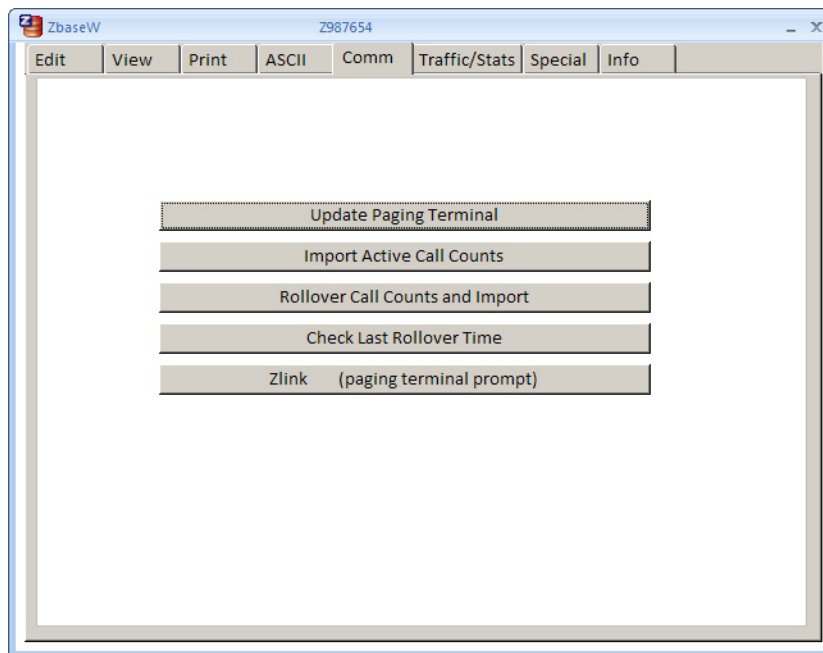 ZbaseW Z987654
Edit View Print ASCII Comm Traffic/Stats Special Info
Update Paging Terminal
Import Active Call Counts
Rollover Call Counts and Import
Check Last Rollover Time
Zlink (paging terminal prompt)